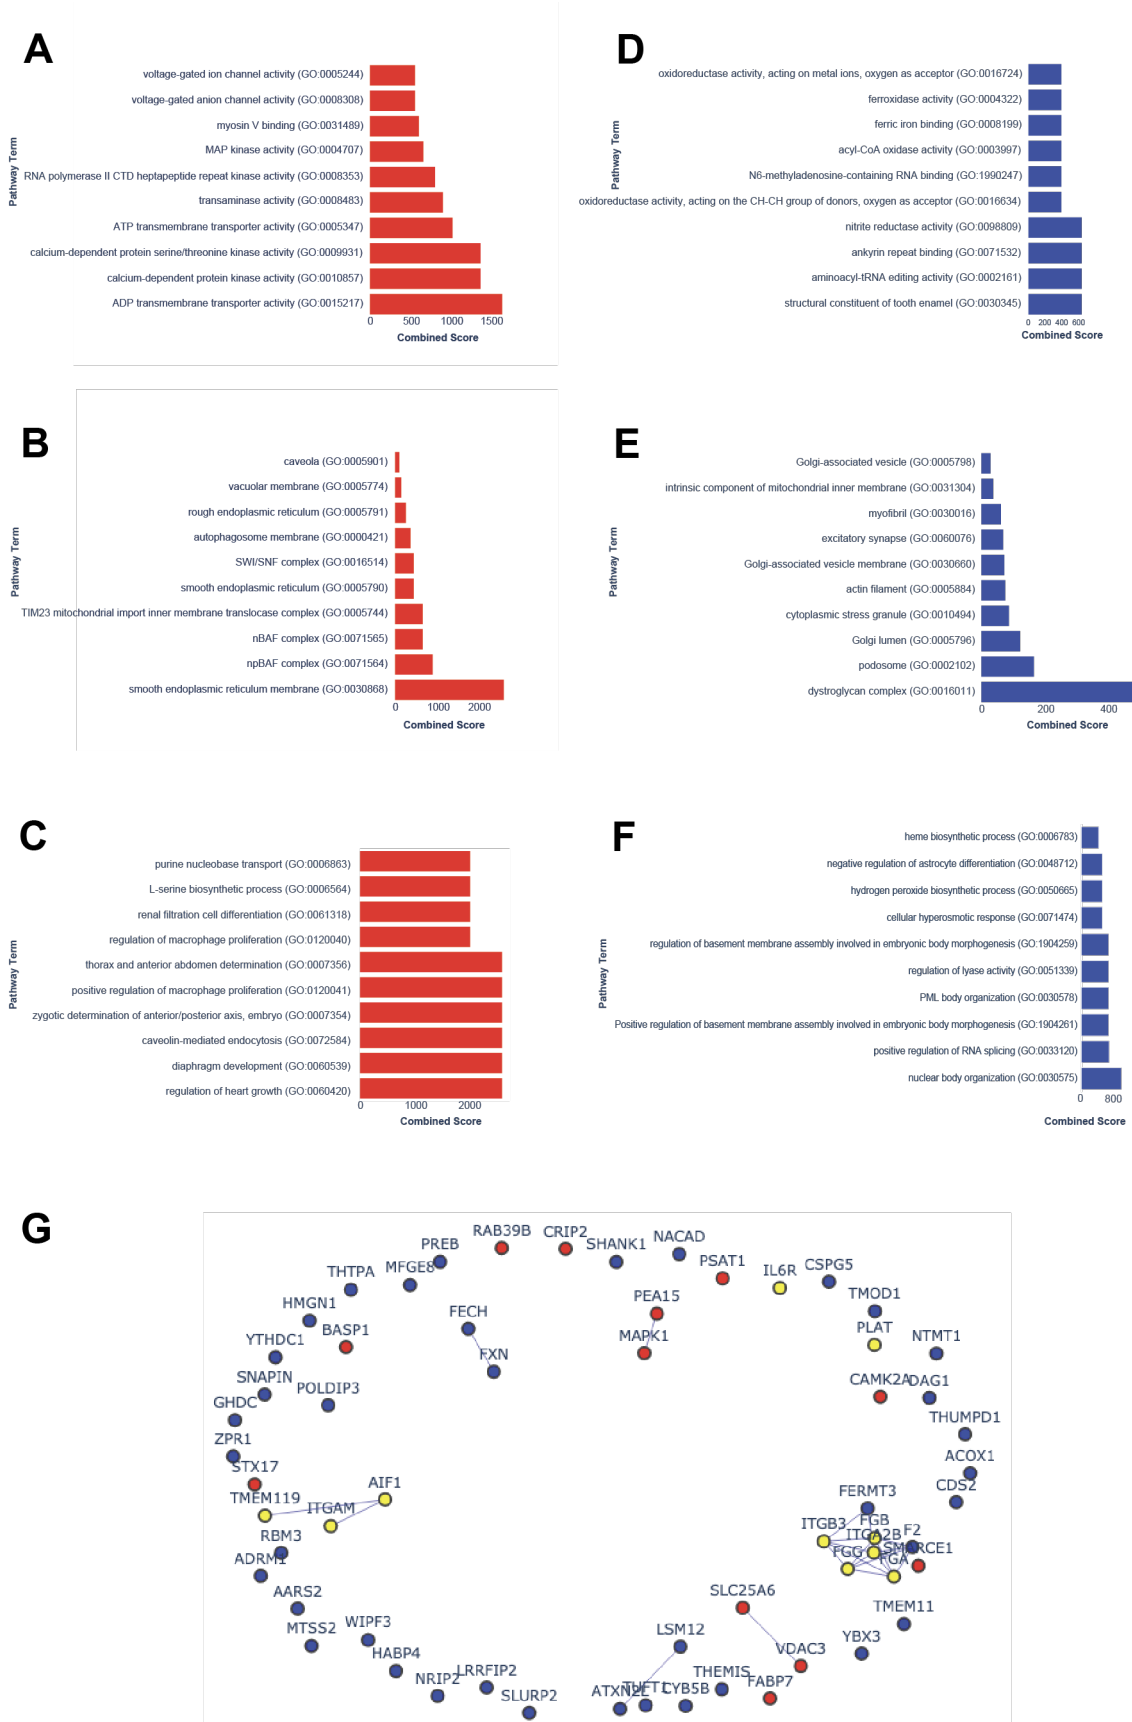 A
voltage-gated ion channel activity (GO:0005244)
voltage-gated anion channel activity (GO:0008308)
myosin V binding (GO:0031489)
MAP kinase activity (GO:0004707)
RNA polymerase II CTD heptapeptide repeat kinase activity (GO:0008353)
transaminase activity (GO:0008483)
ATP transmembrane transporter activity (GO:0005347)
calcium-dependent protein serine/threonine kinase activity (GO:0009931)
calcium-dependent protein kinase activity (GO:0010857)
ADP transmembrane transporter activity (GO:0015217)
Pathway Term
0 500 1000 1500
Combined Score
D
oxidoreductase activity, acting on metal ions, oxygen as acceptor (GO:0016724)
ferroxidase activity (GO:0004322)
ferric iron binding (GO:0008199)
acyl-CoA oxidase activity (GO:0003997)
N6-methyladenosine-containing RNA binding (GO:1990247)
oxidoreductase activity, acting on the CH-CH group of donors, oxygen as acceptor (GO:0016634)
nitrite reductase activity (GO:0098809)
ankyrin repeat binding (GO:0071532)
aminoacyl-tRNA editing activity (GO:0002161)
structural constituent of tooth enamel (GO:0030345)
Pathway Term
0 200 400 600
Combined Score
B
caveola (GO:0005901)
vacuolar membrane (GO:0005774)
rough endoplasmic reticulum (GO:0005791)
autophagosome membrane (GO:0000421)
SWI/SNF complex (GO:0016514)
smooth endoplasmic reticulum (GO:0005790)
TIM23 mitochondrial import inner membrane translocase complex (GO:0005744)
nBAF complex (GO:0071565)
npBAF complex (GO:0071564)
smooth endoplasmic reticulum membrane (GO:0030868)
Pathway Term
0 1000 2000
Combined Score
E
Golgi-associated vesicle (GO:0005798)
intrinsic component of mitochondrial inner membrane (GO:0031304)
myofibril (GO:0030016)
excitatory synapse (GO:0060076)
Golgi-associated vesicle membrane (GO:0030660)
actin filament (GO:0005884)
cytoplasmic stress granule (GO:0010494)
Golgi lumen (GO:0005796)
podosome (GO:0002102)
dystroglycan complex (GO:0016011)
Pathway Term
0 200 400
Combined Score
C
purine nucleobase transport (GO:0006863)
L-serine biosynthetic process (GO:0006564)
renal filtration cell differentiation (GO:0061318)
regulation of macrophage proliferation (GO:0120040)
thorax and anterior abdomen determination (GO:0007356)
positive regulation of macrophage proliferation (GO:0120041)
zygotic determination of anterior/posterior axis, embryo (GO:0007354)
caveolin-mediated endocytosis (GO:0072584)
diaphragm development (GO:0060539)
regulation of heart growth (GO:0060420)
Pathway Term
0 1000 2000
Combined Score
F
heme biosynthetic process (GO:0006783)
negative regulation of astrocyte differentiation (GO:0048712)
hydrogen peroxide biosynthetic process (GO:0050665)
cellular hyperosmotic response (GO:0071474)
regulation of basement membrane assembly involved in embryonic body morphogenesis (GO:1904259)
regulation of lyase activity (GO:0051339)
PML body organization (GO:0030578)
Positive regulation of basement membrane assembly involved in embryonic body morphogenesis (GO:1904261)
positive regulation of RNA splicing (GO:0033120)
nuclear body organization (GO:0030575)
Pathway Term
0 800
Combined Score
G
RAB39B
CRIP2
PREB
SHANK1
NACAD
PSAT1
MFGE8
THTPA
IL6R
CSPG5
PEA15
HMGN1
FECH
TMOD1
BASP1
MAPK1
PLAT
YTHDC1
FXN
NTMT1
SNAPIN
POLDIP3
CAMK2A
DAG1
GHDC
THUMPD1
ZPR1
ACOX1
STX17
AIF1
FERMT3
CDS2
TMEM119
ITGAM
ITGB3
FGB
ITGA2B
F2
RBM3
FGG
SMARCE1
FGA
ADRM1
AARS2
SLC25A6
TMEM11
MTSS2
WIPF3
LSM12
YBX3
HABP4
VDAC3
NRIP2
LRRFIP2
THEMIS
FABP7
SLURP2
ATXN2L
TUFT1
CYB5B